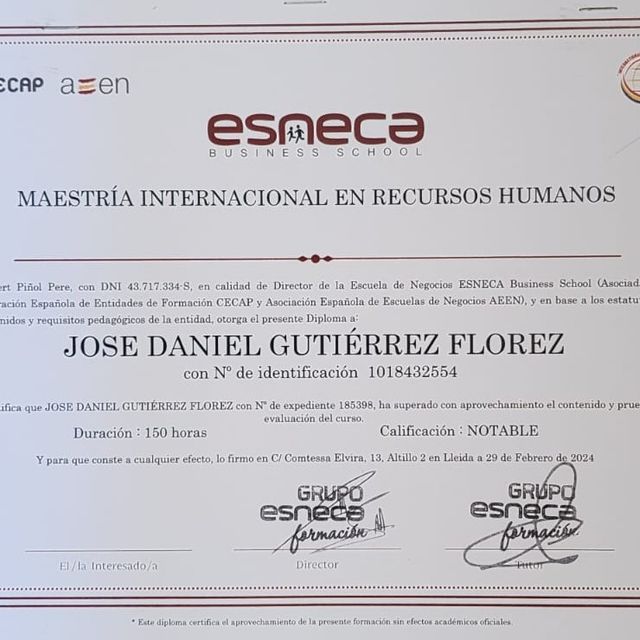 ECAP aeen
esneca
BUSINESS SCHOOL
MAESTRÍA INTERNACIONAL EN RECURSOS HUMANOS
ert Piñol Pere, con DNI 43.717.334-S, en calidad de Director de la Escuela de Negocios ESNECA Business School (Asociad
ración Española de Entidades de Formación CECAP y Asociación Española de Escuelas de Negocios AEEN), y en base a los estatu
nidos y requisitos pedagógicos de la entidad, otorga el presente Diploma a:
JOSE DANIEL GUTIÉRREZ FLOREZ
con Nº de identificación 1018432554
ifica que JOSE DANIEL GUTIÉRREZ FLOREZ con Nº de expediente 185398, ha superado con aprovechamiento el contenido y prue
evaluación del curso.
Duración : 150 horas Calificación : NOTABLE
Y para que conste a cualquier efecto, lo firmo en C/ Comtessa Elvira, 13, Altillo 2 en Lleida a 29 de Febrero de 2024
GRUPO GRUPO
esneca esneca
formación formación
El/la Interesado/a Director Tutor
* Este diploma certifica el aprovechamiento de la presente formación sin efectos académicos oficiales.